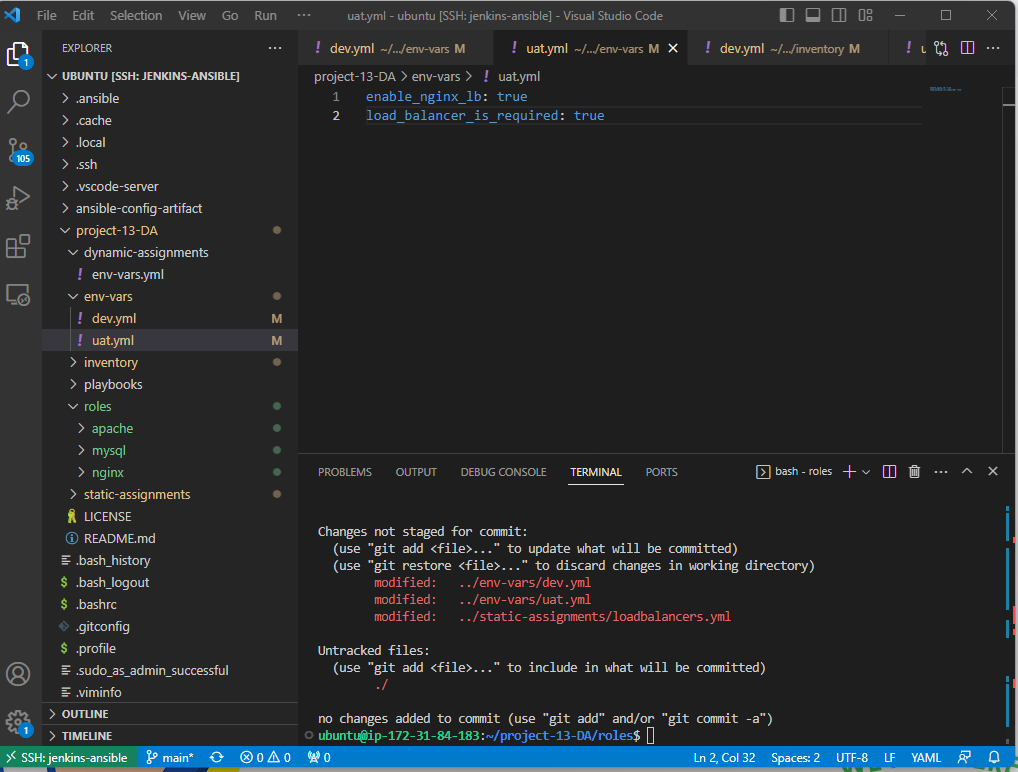 File Edit Selection View Go Run ··· uat.yml - ubuntu [SSH: jenkins-ansible] - Visual Studio Code
EXPLORER ···
1
105
1
UBUNTU [SSH: JENKINS-ANSIBLE]
.ansible
.cache
.local
.ssh
.vscode-server
ansible-config-artifact
project-13-DA
dynamic-assignments
! env-vars.yml
env-vars
! dev.yml M
! uat.yml M
inventory
playbooks
roles
apache
mysql
nginx
static-assignments
LICENSE
README.md
.bash_history
$ .bash_logout
$ .bashrc
.gitconfig
$ .profile
.sudo_as_admin_successful
.viminfo
OUTLINE
TIMELINE
! dev.yml ~/.../env-vars M ! uat.yml ~/.../env-vars M ! dev.yml ~/.../inventory M ! u ···
project-13-DA > env-vars > ! uat.yml
1 enable_nginx_lb: true
2 load_balancer_is_required: true
PROBLEMS OUTPUT DEBUG CONSOLE TERMINAL PORTS bash - roles ···
Changes not staged for commit:
(use "git add <file>..." to update what will be committed)
(use "git restore <file>..." to discard changes in working directory)
modified: ../env-vars/dev.yml
modified: ../env-vars/uat.yml
modified: ../static-assignments/loadbalancers.yml
Untracked files:
(use "git add <file>..." to include in what will be committed)
./
no changes added to commit (use "git add" and/or "git commit -a")
ubuntu@ip-172-31-84-183:~/project-13-DA/roles$
SSH: jenkins-ansible main* 0 0 0 Ln 2, Col 32 Spaces: 2 UTF-8 LF YAML